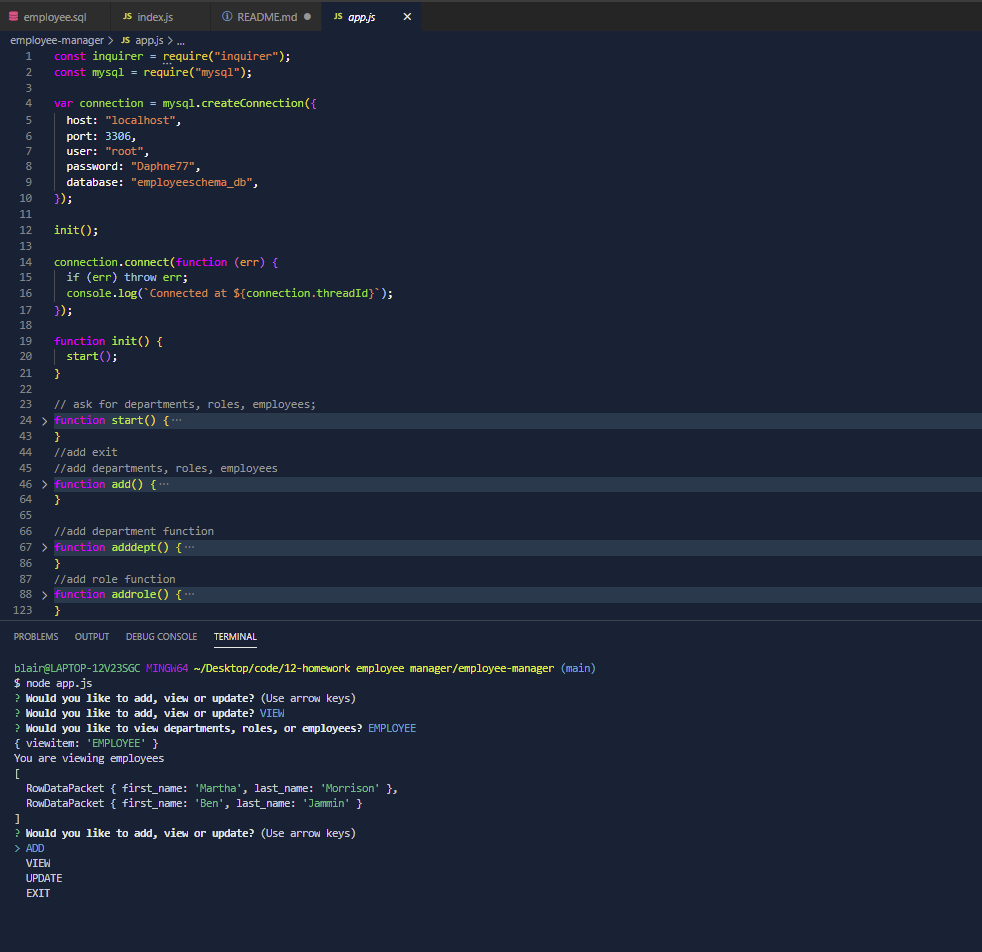 employee.sql JS index.js README.md JS app.js
employee-manager > JS app.js > ...
1 const inquirer = require("inquirer");
2 const mysql = require("mysql");
3
4 var connection = mysql.createConnection({
5 host: "localhost",
6 port: 3306,
7 user: "root",
8 password: "Daphne77",
9 database: "employeeschema_db",
10 });
11
12 init();
13
14 connection.connect(function (err) {
15 if (err) throw err;
16 console.log(`Connected at ${connection.threadId}`);
17 });
18
19 function init() {
20 start();
21 }
22
23 // ask for departments, roles, employees;
24 > function start() {···
43 }
44 //add exit
45 //add departments, roles, employees
46 > function add() {···
64 }
65
66 //add department function
67 > function adddept() {···
86 }
87 //add role function
88 > function addrole() {···
123 }
PROBLEMS OUTPUT DEBUG CONSOLE TERMINAL
blair@LAPTOP-12V23SGC MINGW64 ~/Desktop/code/12-homework employee manager/employee-manager (main)
$ node app.js
? Would you like to add, view or update? (Use arrow keys)
? Would you like to add, view or update? VIEW
? Would you like to view departments, roles, or employees? EMPLOYEE
{ viewitem: 'EMPLOYEE' }
You are viewing employees
[
RowDataPacket { first_name: 'Martha', last_name: 'Morrison' },
RowDataPacket { first_name: 'Ben', last_name: 'Jammin' }
]
? Would you like to add, view or update? (Use arrow keys)
> ADD
VIEW
UPDATE
EXIT